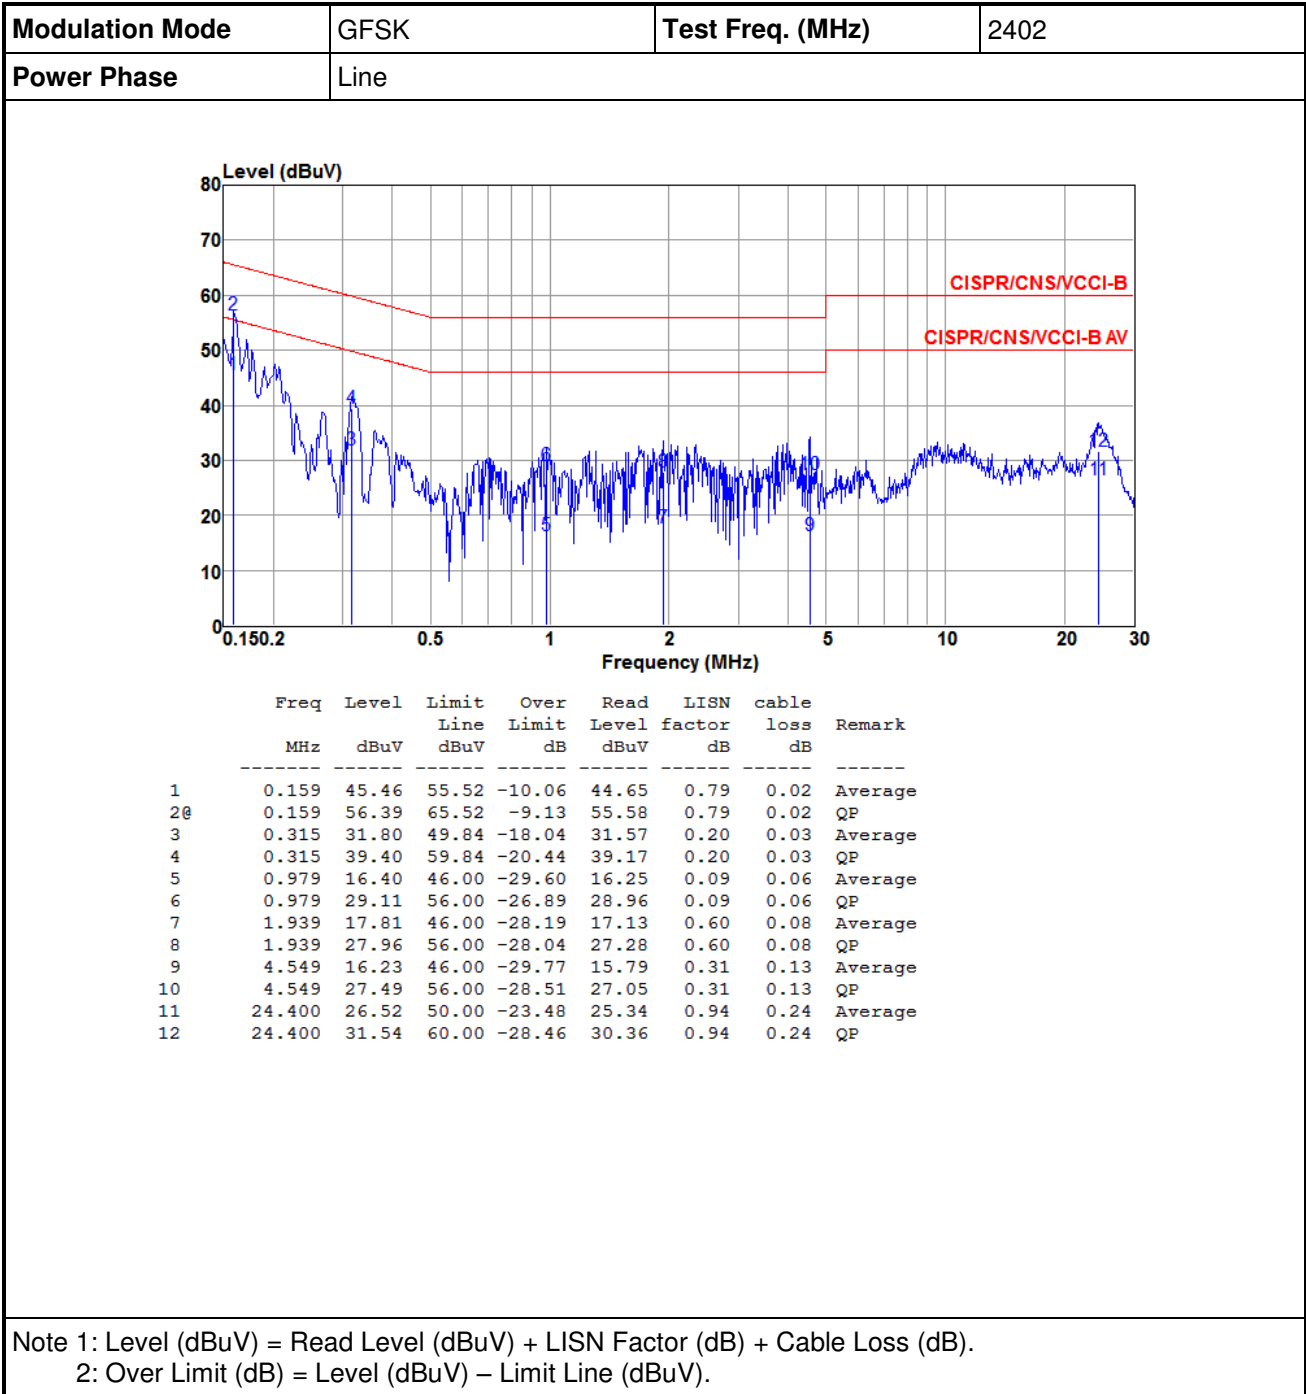 Modulation Mode GFSK Test Freq. (MHz) 2402
Power Phase Line
Level (dBuV)
80
70
CISPR/CNS/VCCI-B
60
2
CISPR/CNS/VCCI-B AV
50
4
40
3 12
30
6 8 10 11
20
5 7 9
10
0
0.15 0.2 0.5 1 2 5 10 20 30
Frequency (MHz)
Freq Level Limit Over Read LISN cable
Line Limit Level factor loss Remark
MHz dBuV dBuV dB dBuV dB dB
------- ------ ------ ------ ------ ------ ------ ------
1 0.159 45.46 55.52 -10.06 44.65 0.79 0.02 Average
2@ 0.159 56.39 65.52 -9.13 55.58 0.79 0.02 QP
3 0.315 31.80 49.84 -18.04 31.57 0.20 0.03 Average
4 0.315 39.40 59.84 -20.44 39.17 0.20 0.03 QP
5 0.979 16.40 46.00 -29.60 16.25 0.09 0.06 Average
6 0.979 29.11 56.00 -26.89 28.96 0.09 0.06 QP
7 1.939 17.81 46.00 -28.19 17.13 0.60 0.08 Average
8 1.939 27.96 56.00 -28.04 27.28 0.60 0.08 QP
9 4.549 16.23 46.00 -29.77 15.79 0.31 0.13 Average
10 4.549 27.49 56.00 -28.51 27.05 0.31 0.13 QP
11 24.400 26.52 50.00 -23.48 25.34 0.94 0.24 Average
12 24.400 31.54 60.00 -28.46 30.36 0.94 0.24 QP
Note 1: Level (dBuV) = Read Level (dBuV) + LISN Factor (dB) + Cable Loss (dB).
2: Over Limit (dB) = Level (dBuV) – Limit Line (dBuV).